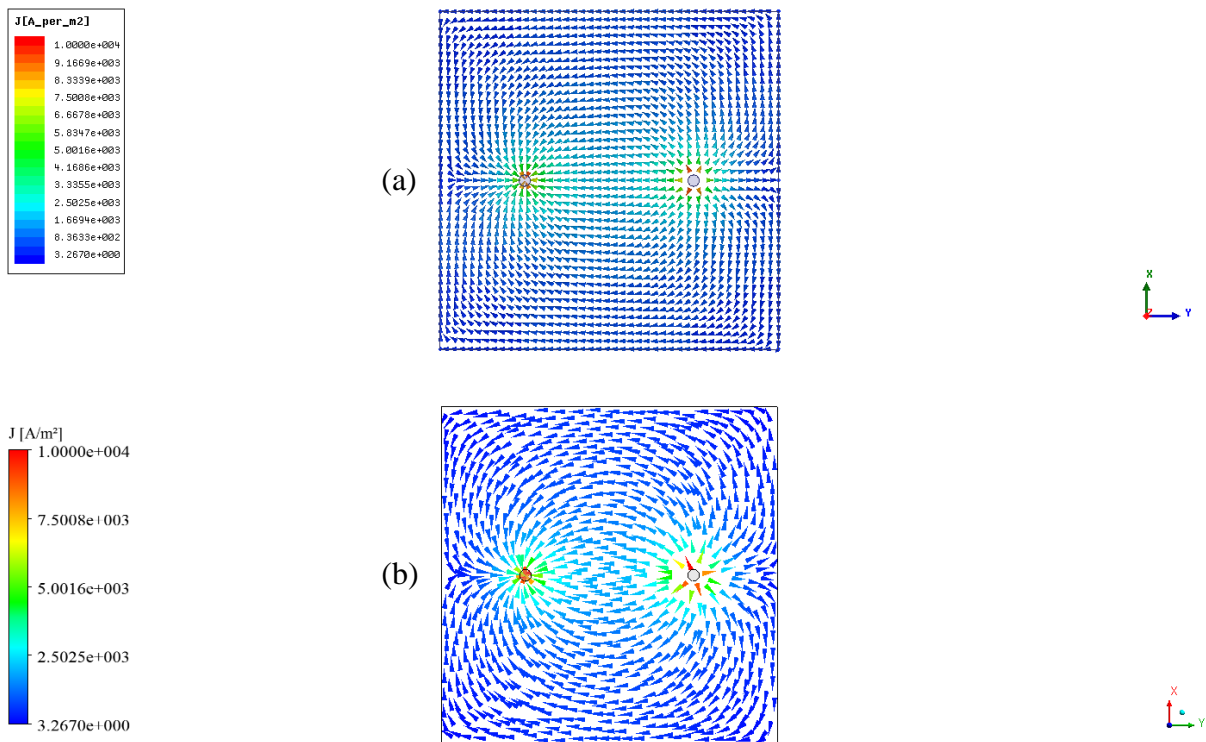 J[A_per_m2]
1.0000e+004
9.1669e+003
8.3339e+003
7.5008e+003
6.6678e+003
5.8347e+003
5.0016e+003
4.1686e+003
3.3355e+003
2.5025e+003
1.6694e+003
8.3633e+002
3.2670e+000
(a)
X
Y
Z
J [A/m²]
1.0000e+004
7.5008e+003
5.0016e+003
2.5025e+003
3.2670e+000
(b)
X
Y